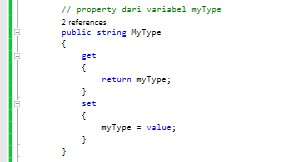 // property dari variabel myType
2 references
public string MyType
{
get
{
return myType;
}
set
{
myType = value;
}
}